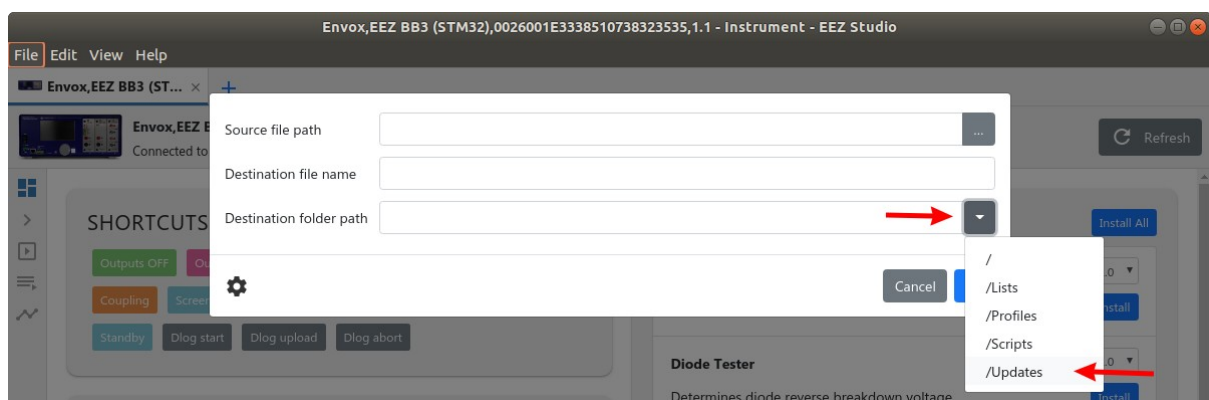 Envox,EEZ BB3 (STM32),0026001E3338510738323535,1.1 - Instrument - EEZ Studio
File Edit View Help
Envox,EEZ BB3 (ST... × +
Envox,EEZ
Connected to
Refresh
Source file path ...
Destination file name
Destination folder path
SHORTCUTS
Install All
Outputs OFF
Coupling
Cancel
/
/Lists
/Profiles
/Scripts
/Updates
.0
Standby Dlog start Dlog upload Dlog abort
Diode Tester
.0
Determines diode reverse breakdown voltage
Install